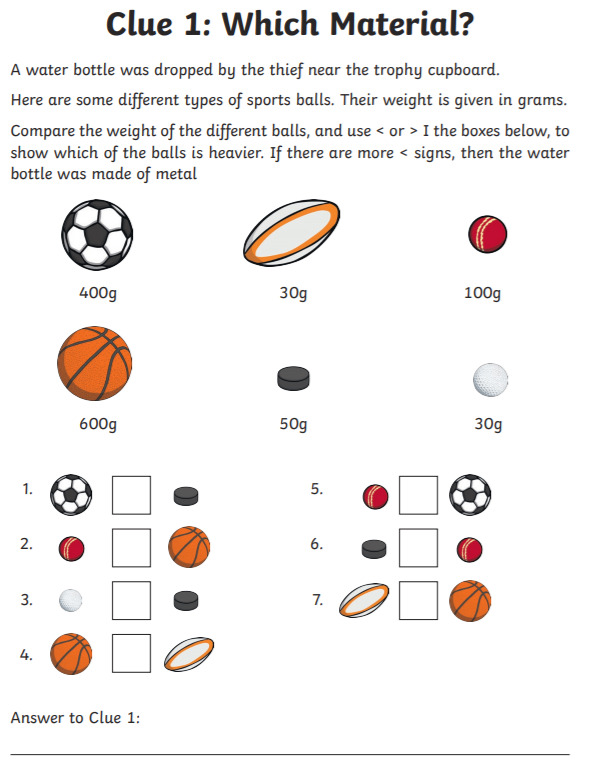 Clue 1: Which Material?
A water bottle was dropped by the thief near the trophy cupboard.
Here are some different types of sports balls. Their weight is given in grams.
Compare the weight of the different balls, and use < or > I the boxes below, to
show which of the balls is heavier. If there are more < signs, then the water
bottle was made of metal
400g 30g 100g
600g 50g 30g
1. 5.
2. 6.
3. 7.
4.
Answer to Clue 1: